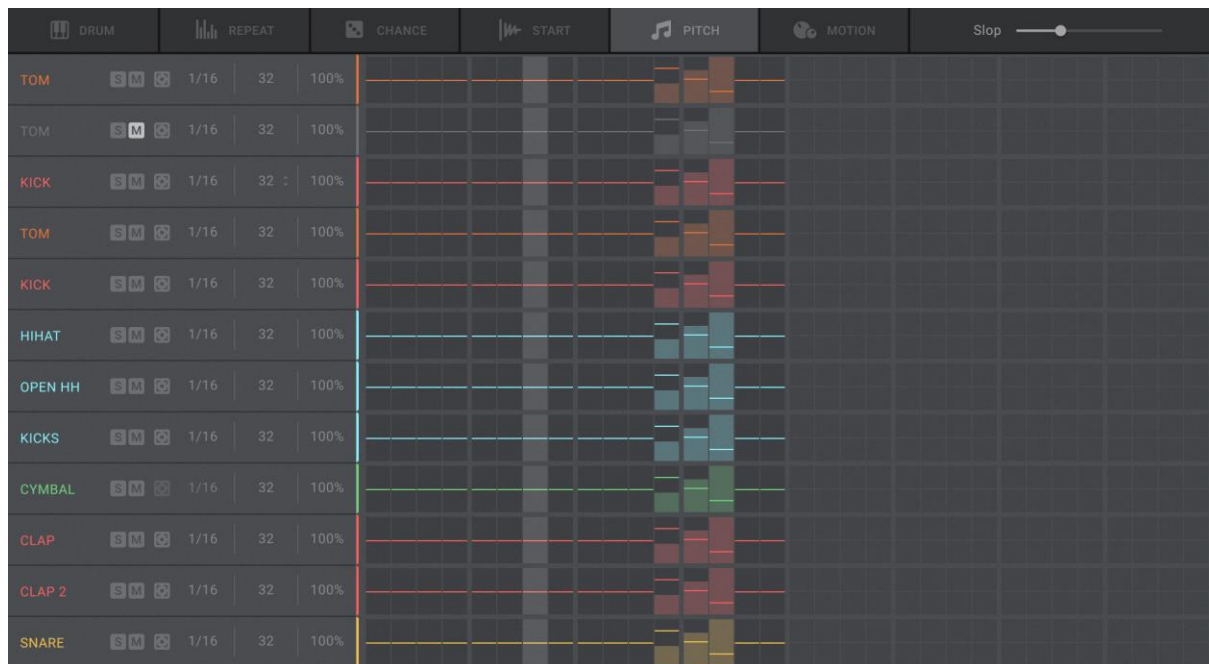 DRUM REPEAT CHANCE START PITCH MOTION Slop
TOM S M 1/16 32 100%
TOM S M 1/16 32 100%
KICK S M 1/16 32 100%
TOM S M 1/16 32 100%
KICK S M 1/16 32 100%
HIHAT S M 1/16 32 100%
OPEN HH S M 1/16 32 100%
KICKS S M 1/16 32 100%
CYMBAL S M 1/16 32 100%
CLAP S M 1/16 32 100%
CLAP 2 S M 1/16 32 100%
SNARE S M 1/16 32 100%